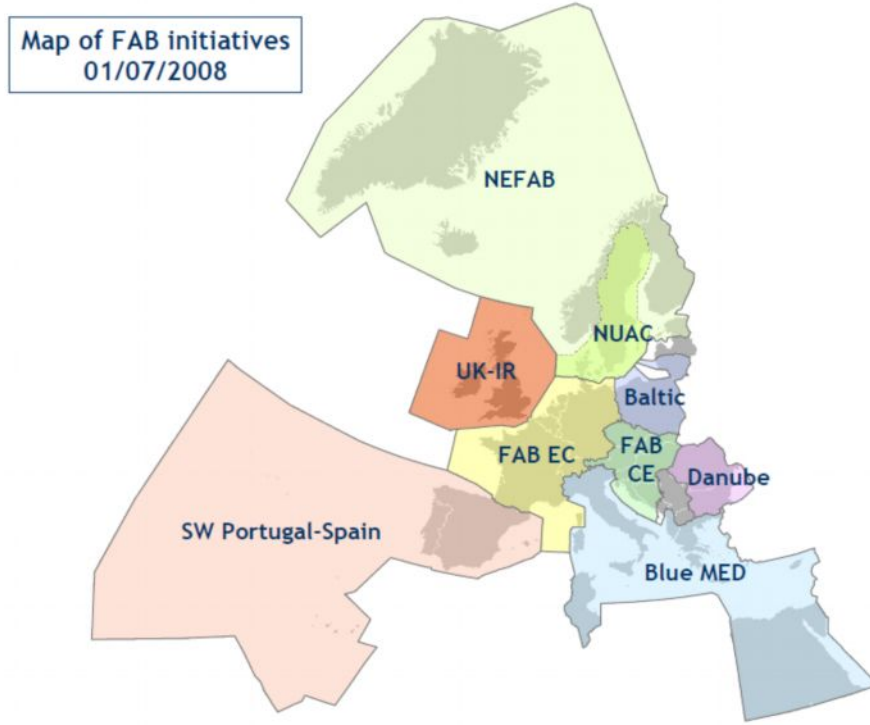 Map of FAB initiatives
01/07/2008
NEFAB
NUAC
UK-IR
Baltic
FAB EC
FAB
CE
Danube
SW Portugal-Spain
Blue MED